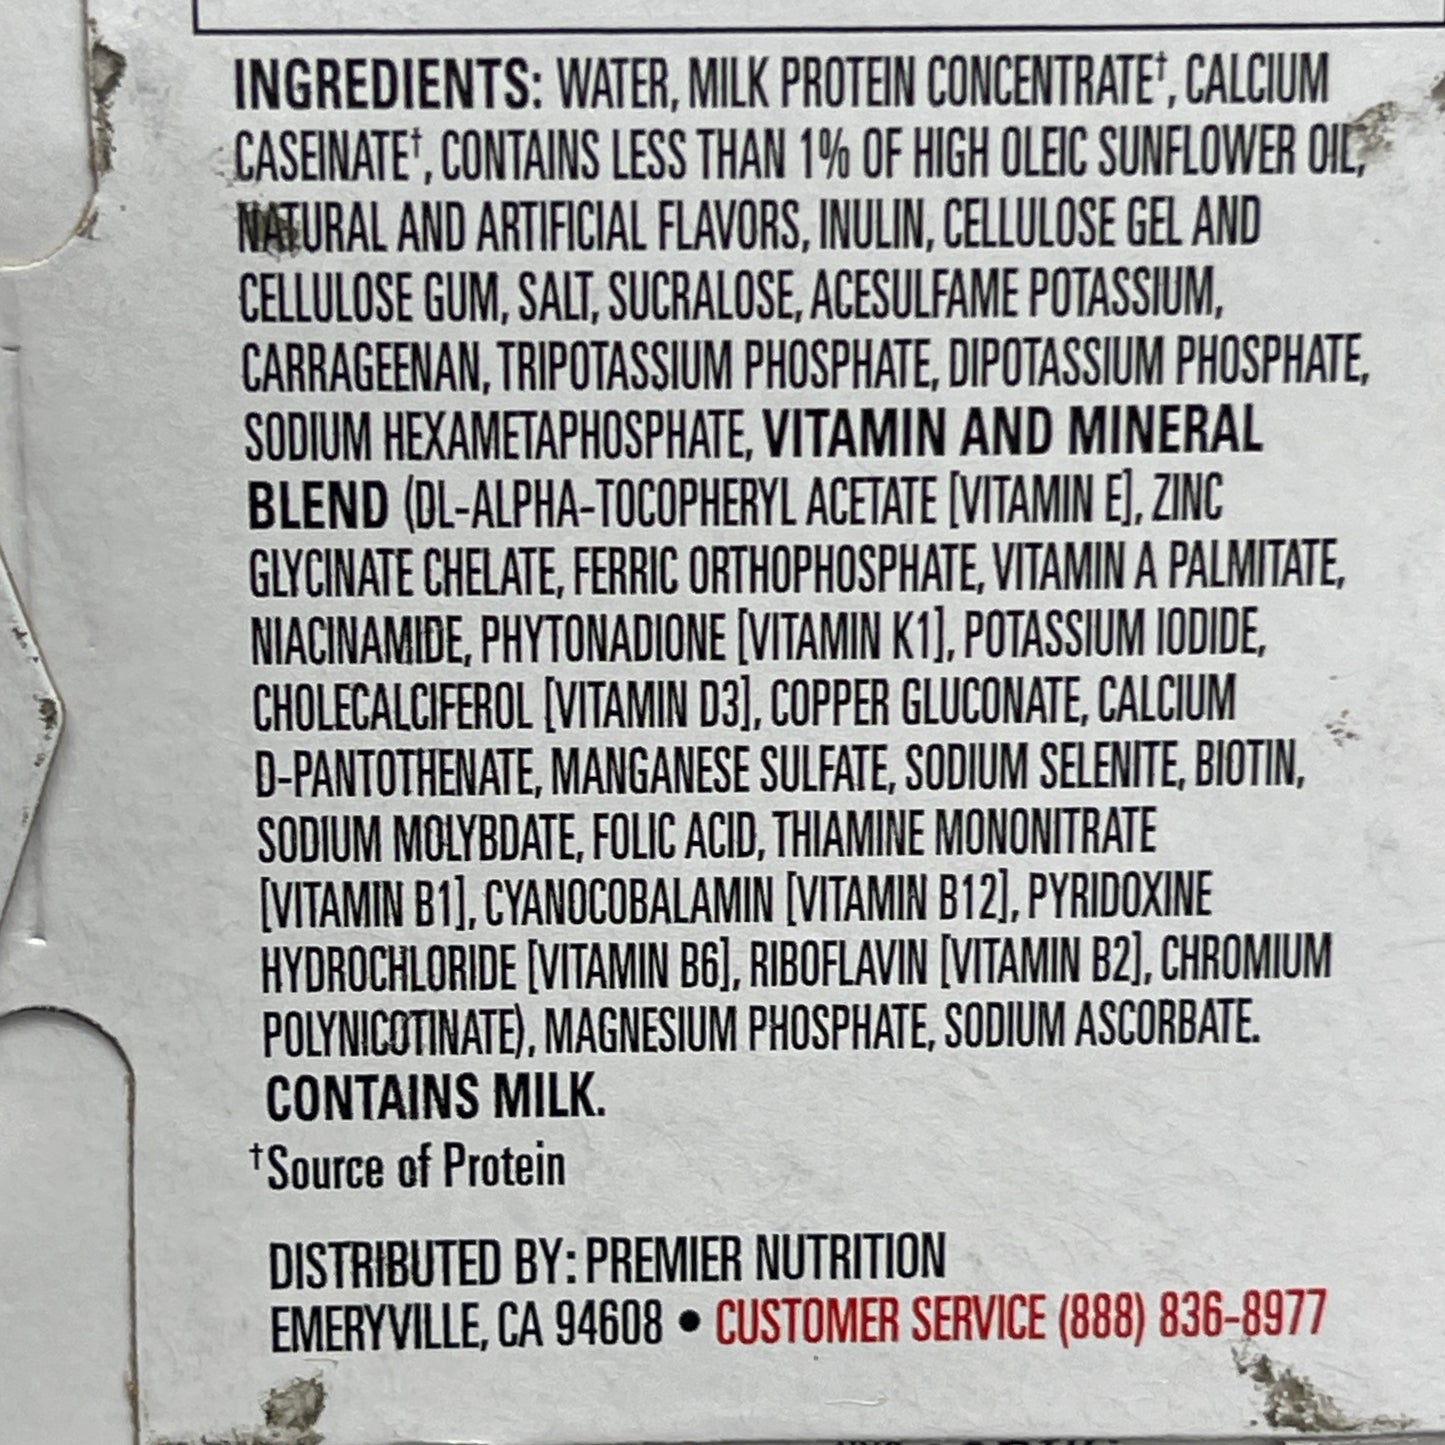 INGREDIENTS: WATER, MILK PROTEIN CONCENTRATE†, CALCIUM
CASEINATE†, CONTAINS LESS THAN 1% OF HIGH OLEIC SUNFLOWER OIL,
NATURAL AND ARTIFICIAL FLAVORS, INULIN, CELLULOSE GEL AND
CELLULOSE GUM, SALT, SUCRALOSE, ACESULFAME POTASSIUM,
CARRAGEENAN, TRIPOTASSIUM PHOSPHATE, DIPOTASSIUM PHOSPHATE,
SODIUM HEXAMETAPHOSPHATE, VITAMIN AND MINERAL
BLEND (DL-ALPHA-TOCOPHERYL ACETATE [VITAMIN E], ZINC
GLYCINATE CHELATE, FERRIC ORTHOPHOSPHATE, VITAMIN A PALMITATE,
NIACINAMIDE, PHYTONADIONE [VITAMIN K1], POTASSIUM IODIDE,
CHOLECALCIFEROL [VITAMIN D3], COPPER GLUCONATE, CALCIUM
D-PANTOTHENATE, MANGANESE SULFATE, SODIUM SELENITE, BIOTIN,
SODIUM MOLYBDATE, FOLIC ACID, THIAMINE MONONITRATE
[VITAMIN B1], CYANOCOBALAMIN [VITAMIN B12], PYRIDOXINE
HYDROCHLORIDE [VITAMIN B6], RIBOFLAVIN [VITAMIN B2], CHROMIUM
POLYNICOTINATE), MAGNESIUM PHOSPHATE, SODIUM ASCORBATE.
CONTAINS MILK.
†Source of Protein
DISTRIBUTED BY: PREMIER NUTRITION
EMERYVILLE, CA 94608 • CUSTOMER SERVICE (888) 836-8977